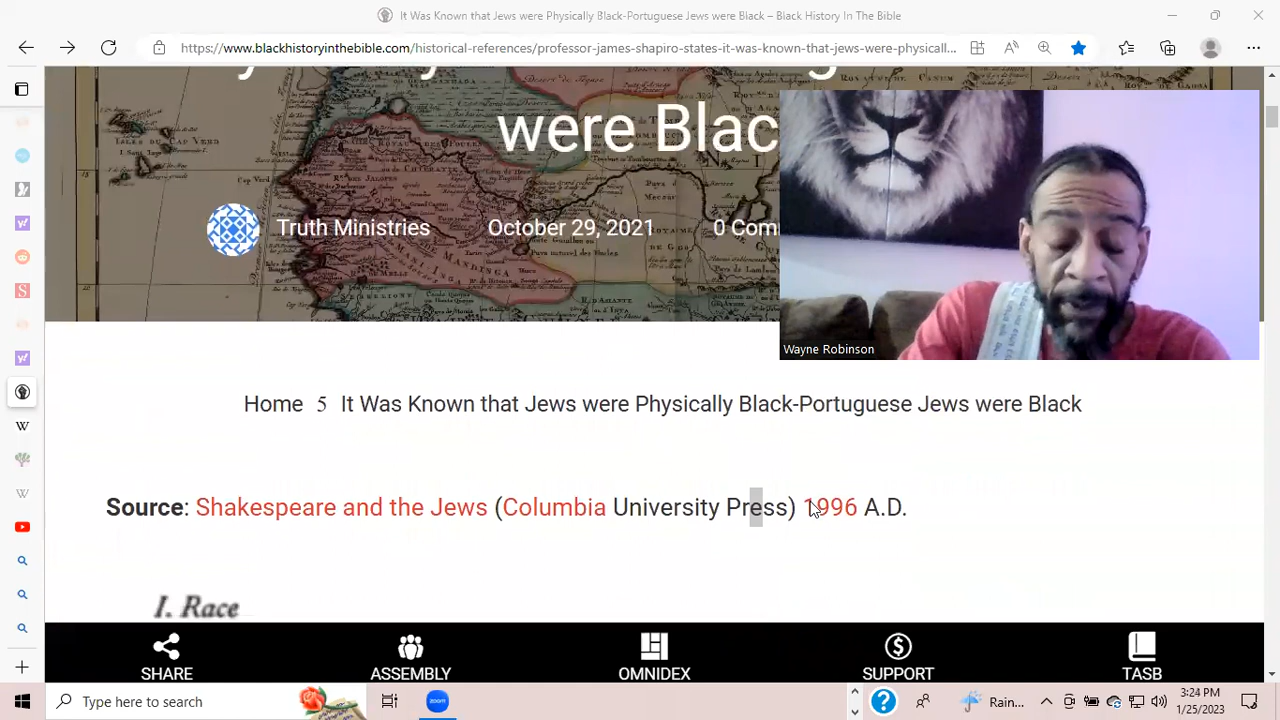 It Was Known that Jews were Physically Black-Portuguese Jews were Black – Black History In The Bible
https://www.blackhistoryinthebible.com/historical-references/professor-james-shapiro-states-it-was-known-that-jews-were-physicall...
were Blac
Truth Ministries October 29, 2021 0 Com
Wayne Robinson
Home 5 It Was Known that Jews were Physically Black-Portuguese Jews were Black
Source: Shakespeare and the Jews (Columbia University Press) 1996 A.D.
I. Race
SHARE ASSEMBLY OMNIDEX SUPPORT TASB
Type here to search
zoom
Rain...
3:24 PM
1/25/2023